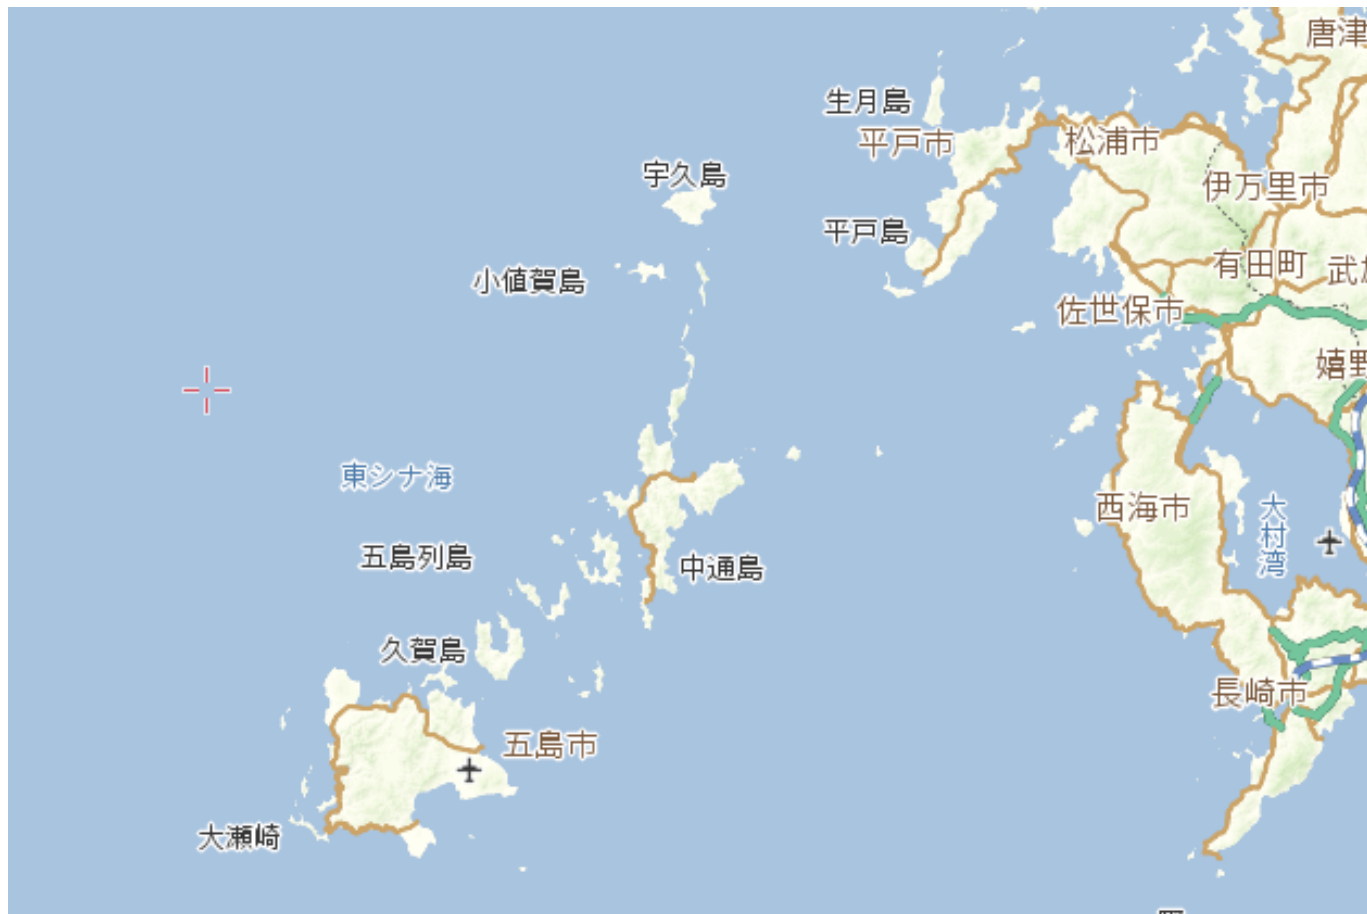 唐津
生月島
平戸市
松浦市
宇久島
伊万里市
平戸島
小値賀島
有田町
佐世保市
嬉野
東シナ海
西海市
大村湾
五島列島
中通島
久賀島
長崎市
五島市
大瀬崎